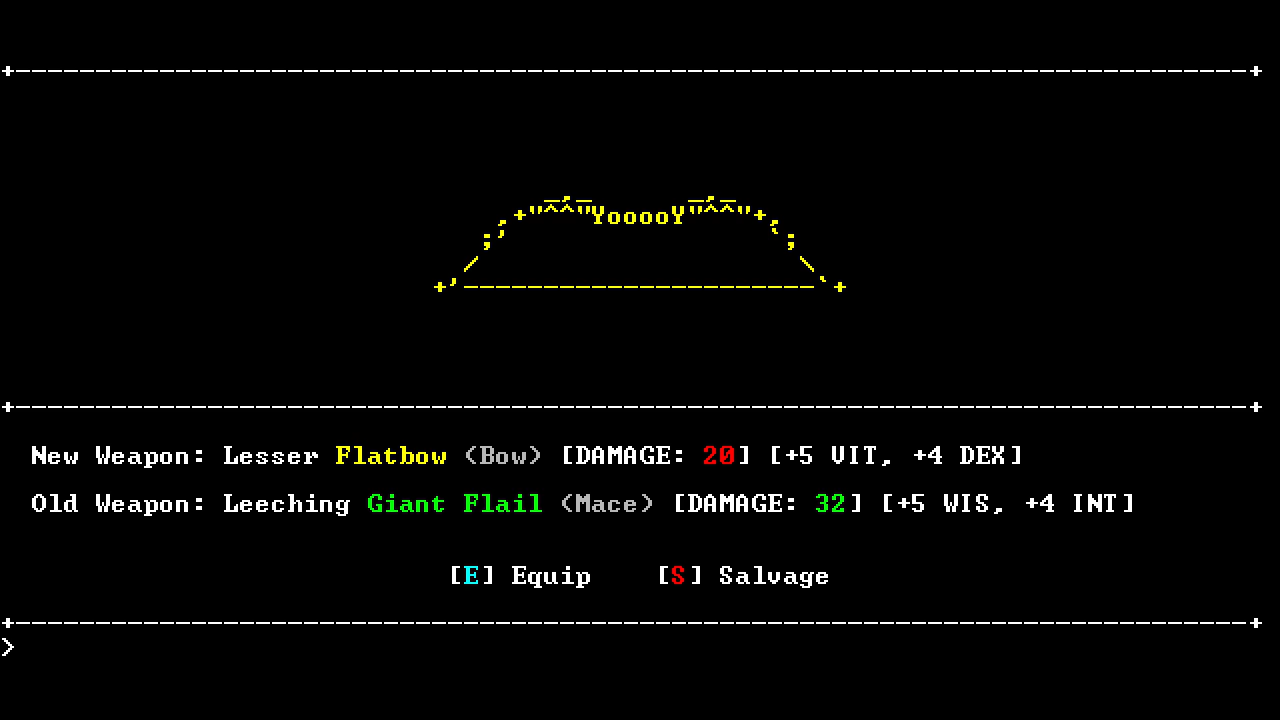 New Weapon: Lesser Flatbow (Bow) [DAMAGE: 20] [+5 VIT, +4 DEX]
Old Weapon: Leeching Giant Flail (Mace) [DAMAGE: 32] [+5 WIS, +4 INT]
[E] Equip    [S] Salvage
>